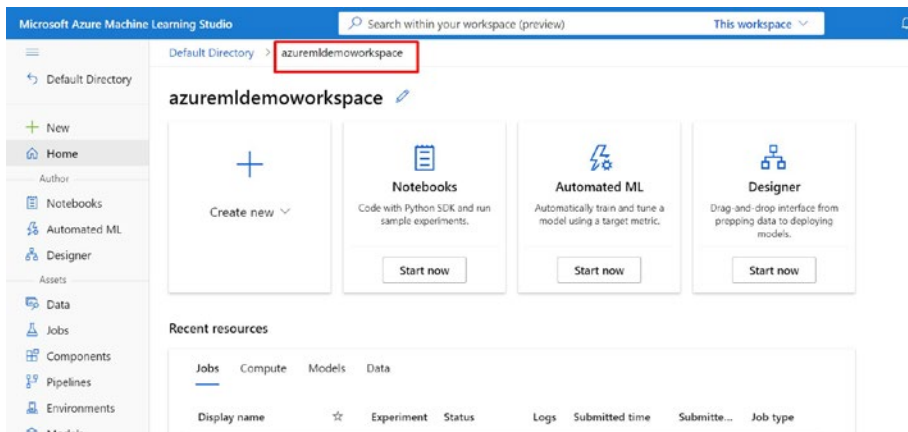 Microsoft Azure Machine Learning Studio
Search within your workspace (preview)
This workspace
Default Directory > azuremldemoworkspace
Default Directory
azuremldemoworkspace
New
Home
Author
Notebooks
Automated ML
Designer
Assets
Data
Jobs
Components
Pipelines
Environments
Models
Create new
Notebooks
Code with Python SDK and run
sample experiments.
Start now
Automated ML
Automatically train and tune a
model using a target metric.
Start now
Designer
Drag-and-drop interface from
prepping data to deploying
models.
Start now
Recent resources
Jobs Compute Models Data
Display name Experiment Status Logs Submitted time Submitte... Job type